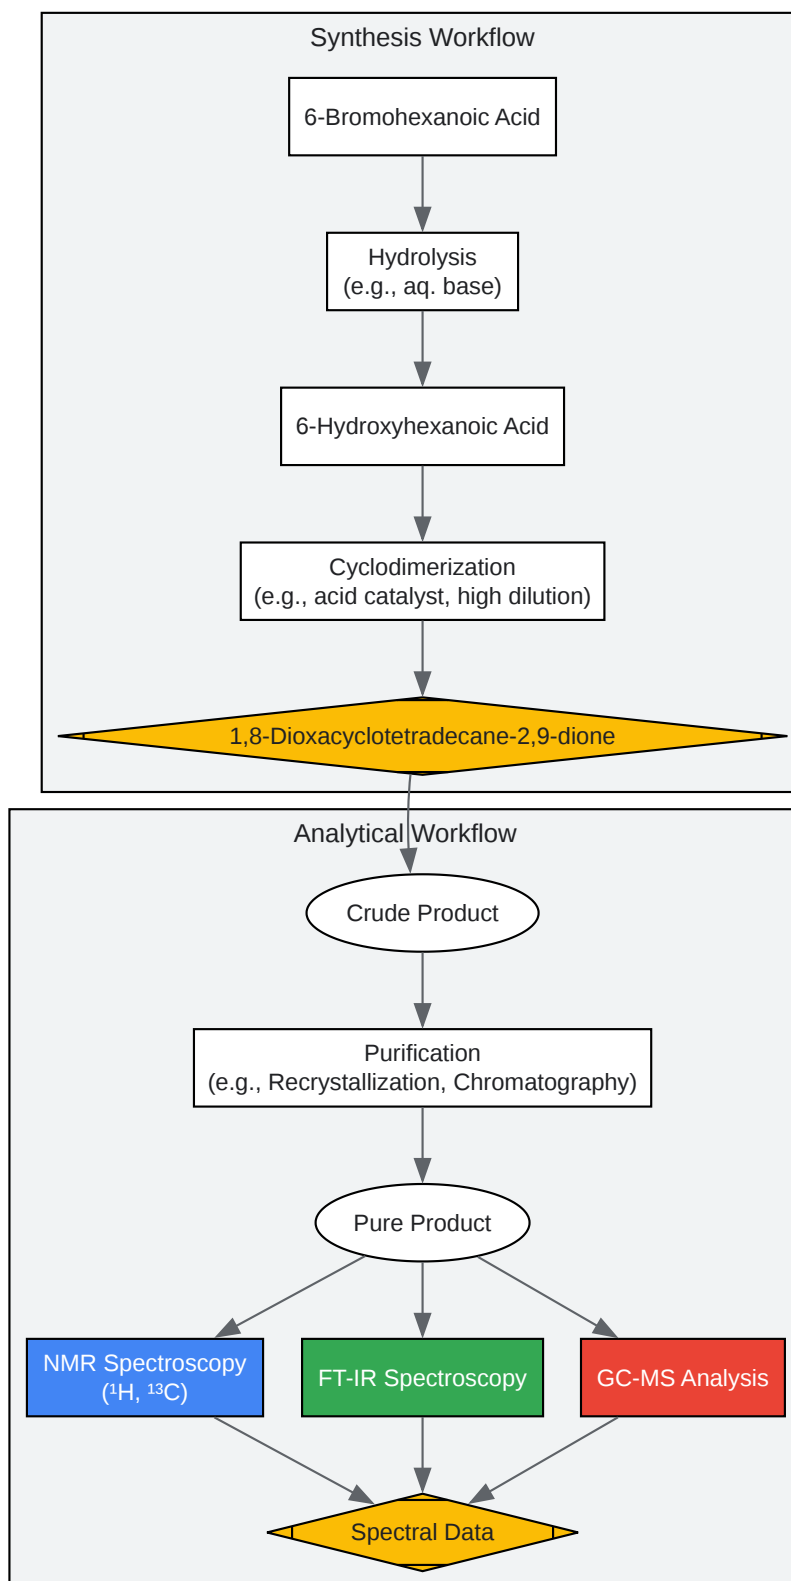 Synthesis Workflow
6-Bromohexanoic Acid
Hydrolysis
(e.g., aq. base)
6-Hydroxyhexanoic Acid
Cyclodimerization
(e.g., acid catalyst, high dilution)
1,8-Dioxacyclotetradecane-2,9-dione
Analytical Workflow
Crude Product
Purification
(e.g., Recrystallization, Chromatography)
Pure Product
NMR Spectroscopy
(¹H, ¹³C)
FT-IR Spectroscopy
GC-MS Analysis
Spectral Data